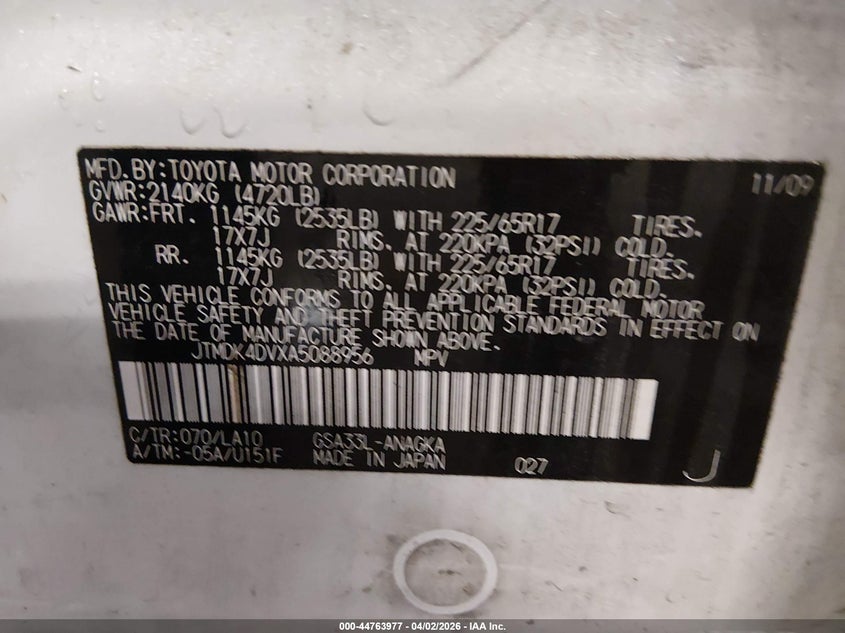 MFD.BY:TOYOTA MOTOR CORPORATION 11/09
GVWR:2140KG (4720LB)
GAWR:FRT. 1145KG (2535LB) WITH 225/65R17 TIRES.
17X7J RIMS. AT 220KPA (32PSI) COLD.
RR. 1145KG (2535LB) WITH 225/65R17 TIRES.
17X7J RIMS. AT 220KPA (32PSI) COLD.
THIS VEHICLE CONFORMS TO ALL APPLICABLE FEDERAL MOTOR
VEHICLE SAFETY AND THEFT PREVENTION STANDARDS IN EFFECT ON
THE DATE OF MANUFACTURE SHOWN ABOVE.
JTMDK4DVXA5088956 MPV
C/TR:070/LA10 GSA33L-ANAGKA
A/TM:-05A/U151F MADE IN JAPAN 027 J
000-44763977 04/02/2026 - IAA Inc.